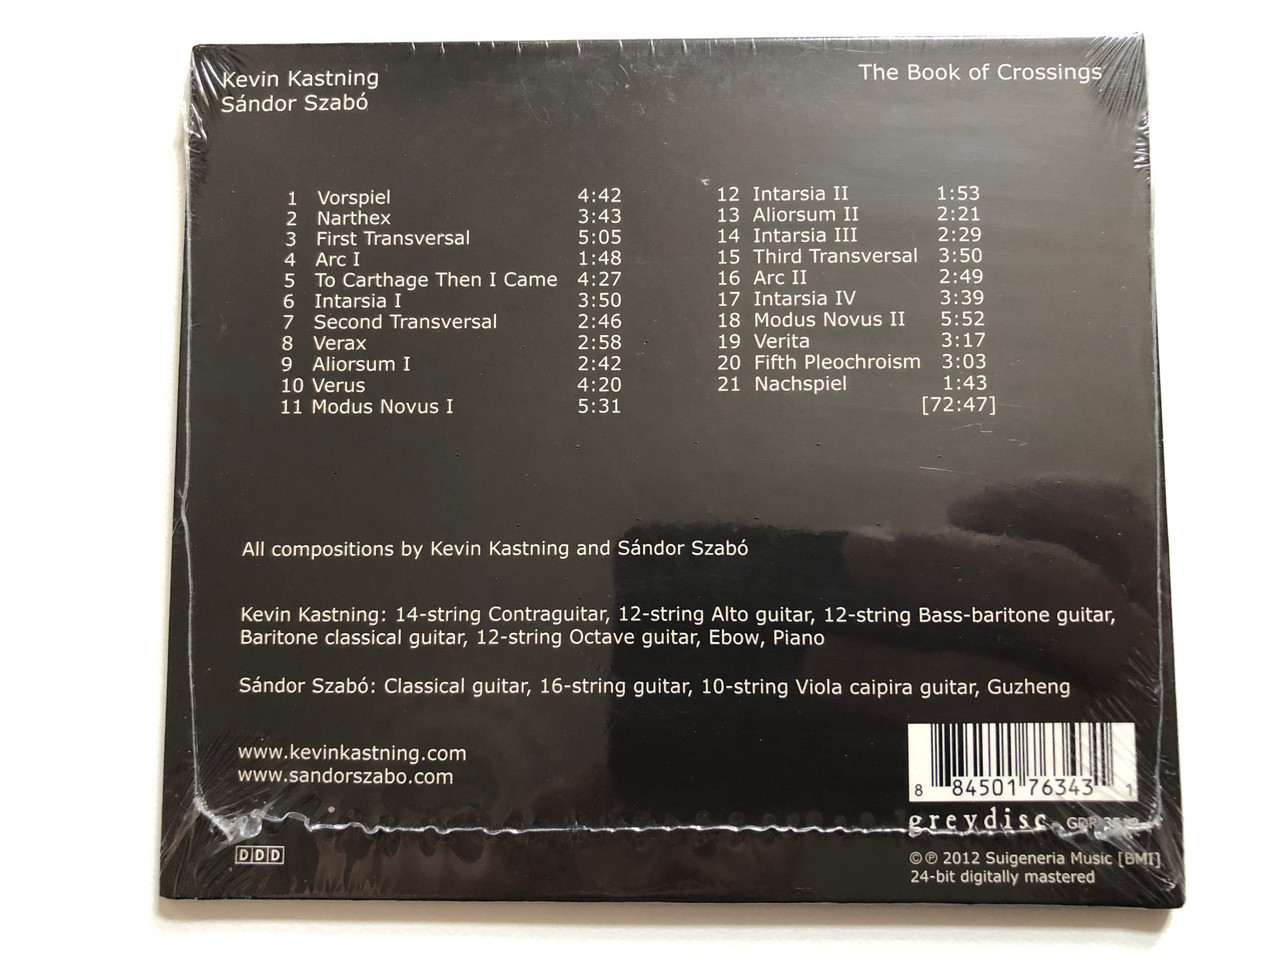 Kevin Kastning
Sándor Szabó
The Book of Crossings
1 Vorspiel 4:42
2 Narthex 3:43
3 First Transversal 5:05
4 Arc I 1:48
5 To Carthage Then I Came 4:27
6 Intarsia I 3:50
7 Second Transversal 2:46
8 Verax 2:58
9 Aliorsum I 2:42
10 Verus 4:20
11 Modus Novus I 5:31
12 Intarsia II 1:53
13 Aliorsum II 2:21
14 Intarsia III 2:29
15 Third Transversal 3:50
16 Arc II 2:49
17 Intarsia IV 3:39
18 Modus Novus II 5:52
19 Verita 3:17
20 Fifth Pleochroism 3:03
21 Nachspiel 1:43
[72:47]
All compositions by Kevin Kastning and Sándor Szabó
Kevin Kastning: 14-string Contraguitar, 12-string Alto guitar, 12-string Bass-baritone guitar,
Baritone classical guitar, 12-string Octave guitar, Ebow, Piano
Sándor Szabó: Classical guitar, 16-string guitar, 10-string Viola caipira guitar, Guzheng
www.kevinkastning.com
www.sandorszabo.com
8 84501 76343 1
greydisc GDR
DDD
©℗ 2012 Suigeneria Music [BMI]
24-bit digitally mastered